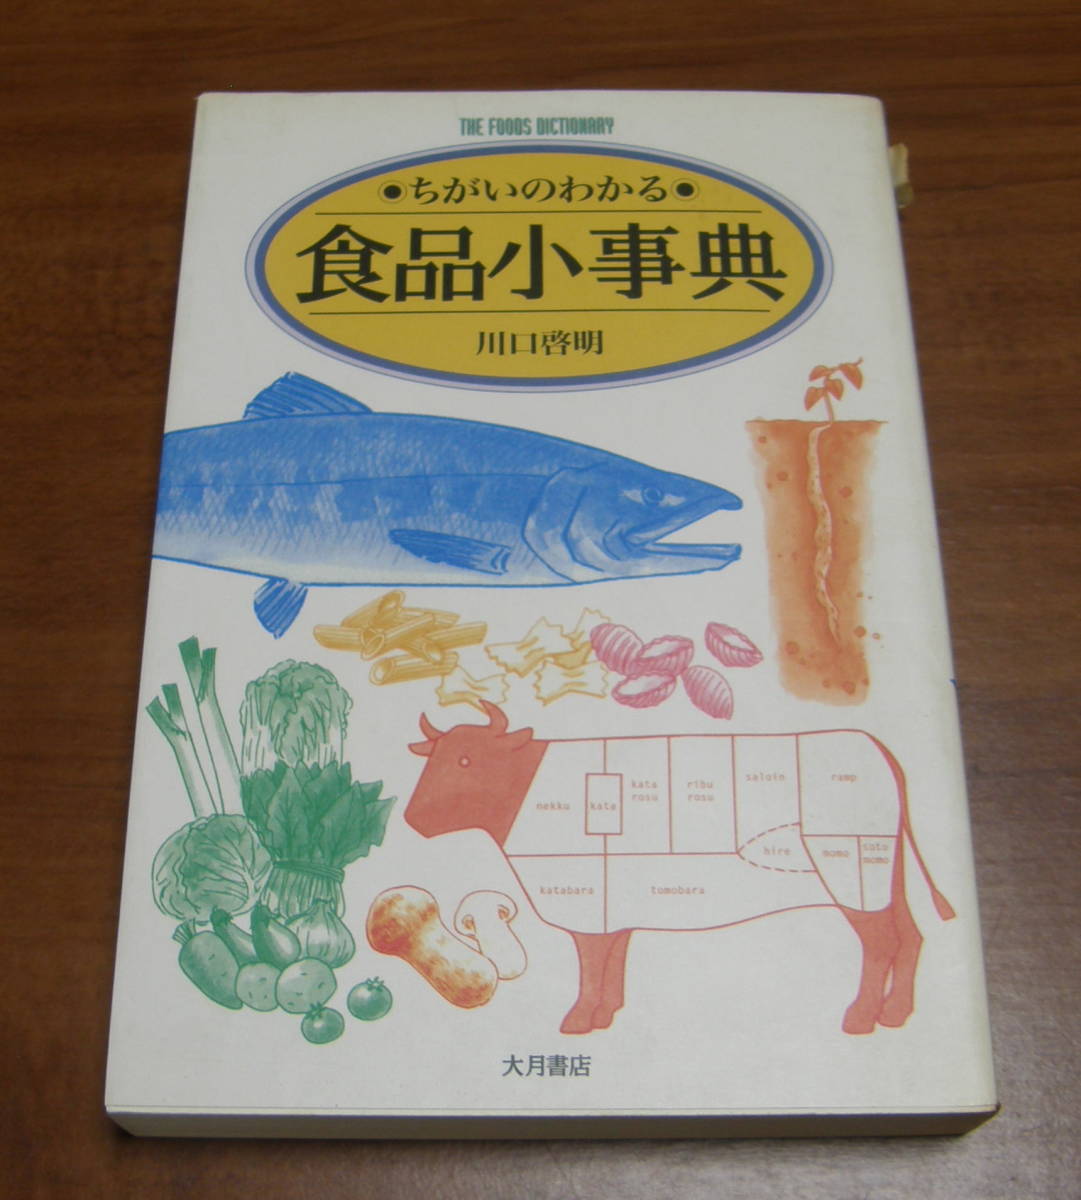 THE FOODS DICTIONARY
ちがいのわかる
食品小事典
川口啓明
nekku
kata
kata
rosu
ribu
rosu
saloin
ramp
hire
momo
soto
momo
katabara
tomobara
大月書店